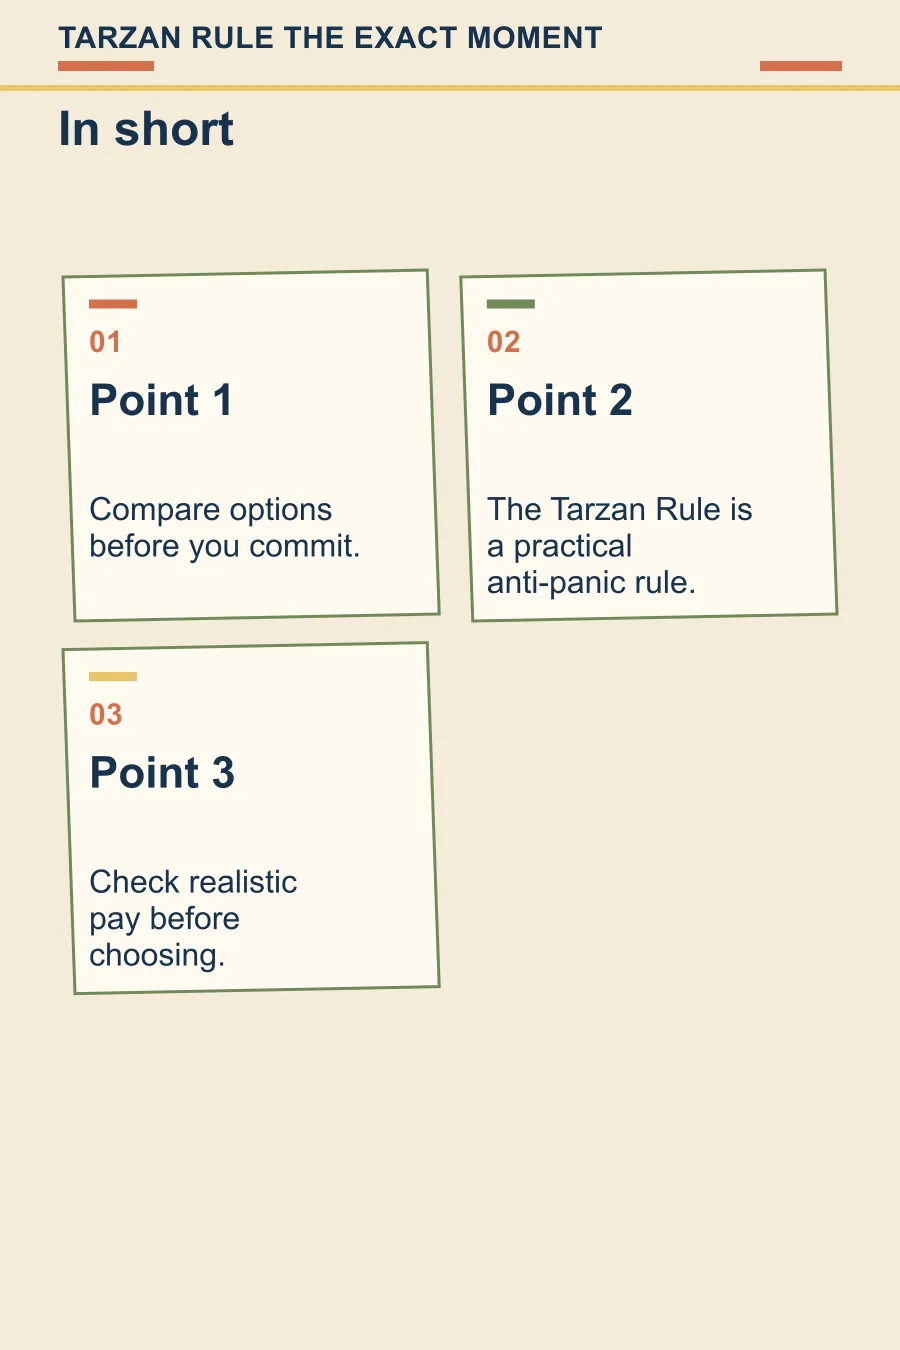 TARZAN RULE THE EXACT MOMENT
In short
01
Point 1
Compare options
before you commit.
02
Point 2
The Tarzan Rule is
a practical
anti-panic rule.
03
Point 3
Check realistic
pay before
choosing.